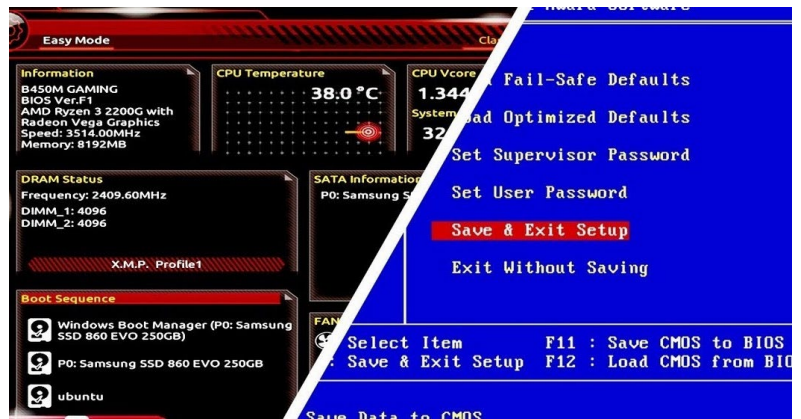 Easy Mode
Information
B450M GAMING
BIOS Ver.F1
AMD Ryzen 3 2200G with
Radeon Vega Graphics
Speed: 3514.00MHz
Memory: 8192MB
CPU Temperature
38.0 °C
CPU Vcore
1.344
System
32
DRAM Status
Frequency: 2409.60MHz
DIMM_1: 4096
DIMM_2: 4096
X.M.P. Profile1
SATA Information
P0: Samsung
Boot Sequence
Windows Boot Manager (P0: Samsung
SSD 860 EVO 250GB)
P0: Samsung SSD 860 EVO 250GB
ubuntu
FAN
Award Software
Fail-Safe Defaults
Optimized Defaults
Set Supervisor Password
Set User Password
Save & Exit Setup
Exit Without Saving
Select Item F11 : Save CMOS to BIOS
: Save & Exit Setup F12 : Load CMOS from BIO
Save Data to CMOS